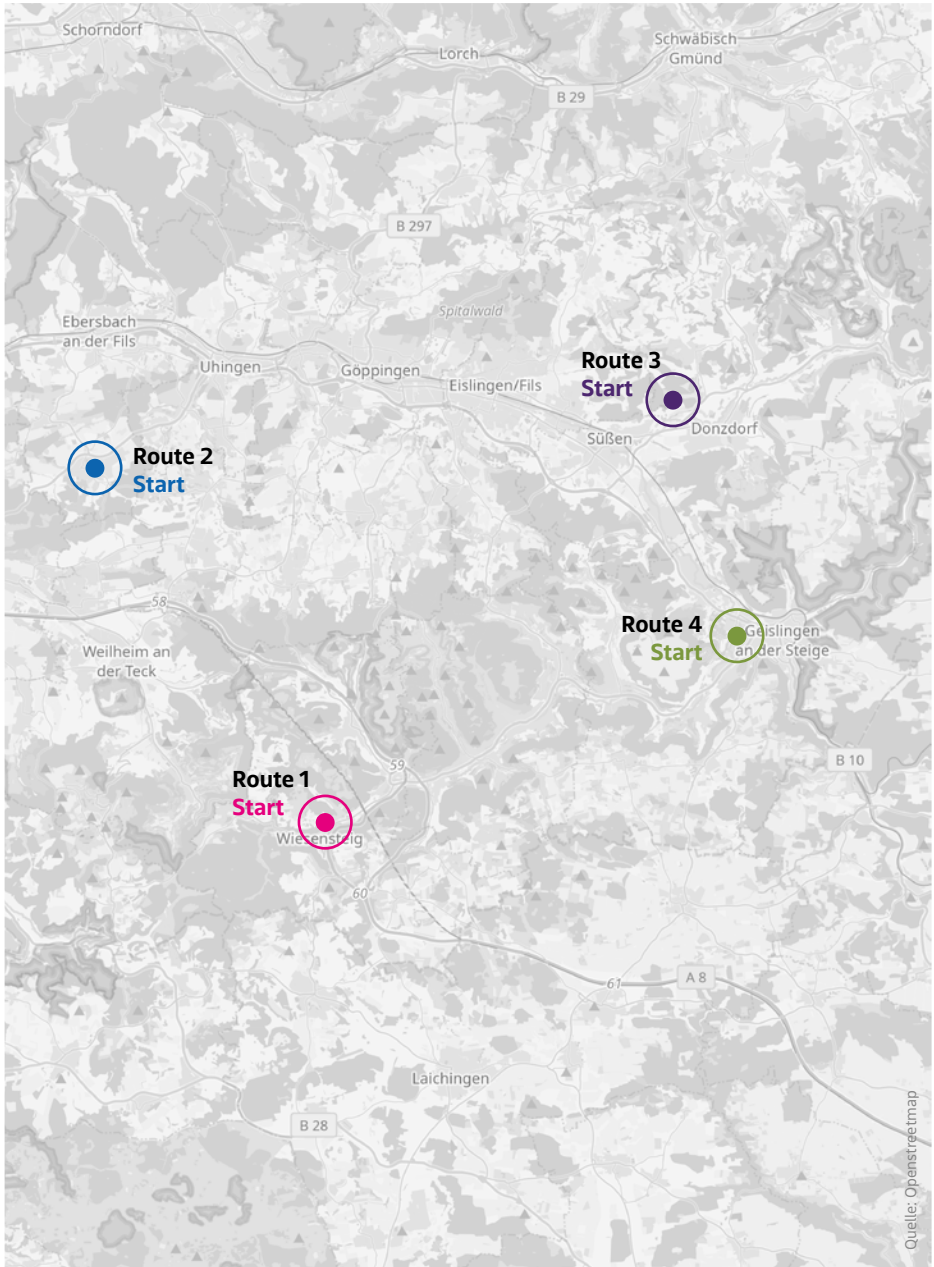 Schorndorf
Lorch
Schwäbisch
Gmünd
B 29
B 297
Spitalwald
Ebersbach
an der Fils
Uhingen
Göppingen
Eislingen/Fils
Route 3
Start
Süßen
Donzdorf
Route 2
Start
58
Route 4
Start
Geislingen
an der Steige
Weilheim an
der Teck
59
B 10
Route 1
Start
Wiesensteig
60
61
A 8
Laichingen
B 28
Quelle: Openstreetmap